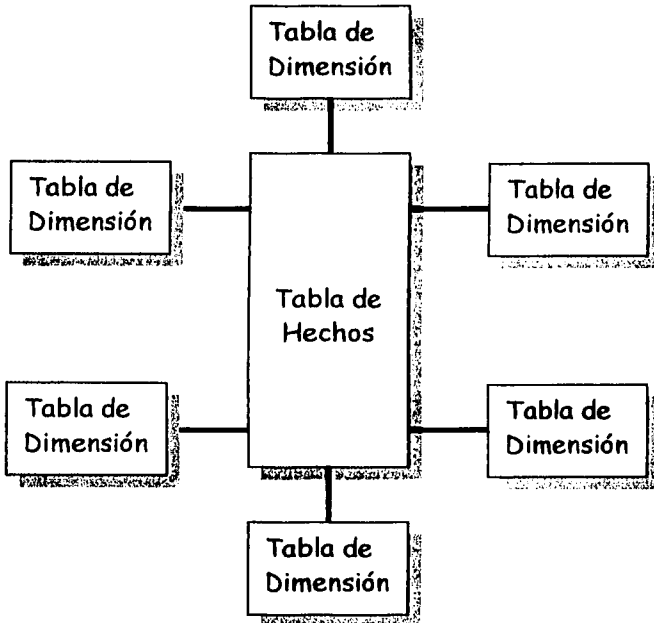 Tabla de
Dimensión
Tabla de
Dimensión
Tabla de
Dimensión
Tabla de
Hechos
Tabla de
Dimensión
Tabla de
Dimensión
Tabla de
Dimensión